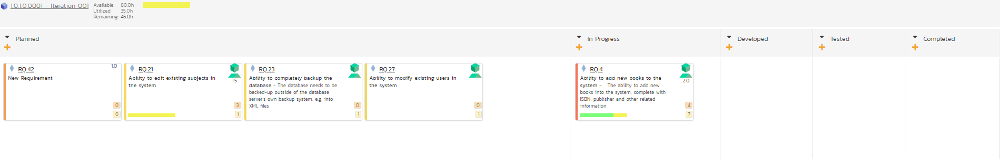 1.0.1.0.0001 - Iteration 001
Available: 80.0h
Utilized: 35.0h
Remaining: 45.0h
Planned
In Progress
Developed
Tested
Completed
RQ:42
1.0
New Requirement
0
0
RQ:21
Ability to edit existing subjects in
the system
1.5
3
1
RQ:23
Ability to completely backup the
database - The database needs to be
backed-up outside of the database
server's own backup system, e.g. into
XML files
0
1
RQ:27
Ability to modify existing users in
the system
0
1
RQ:4
Ability to add new books to the
system - The ability to add new
books into the system, complete with
ISBN, publisher and other related
information
2.0
4
7